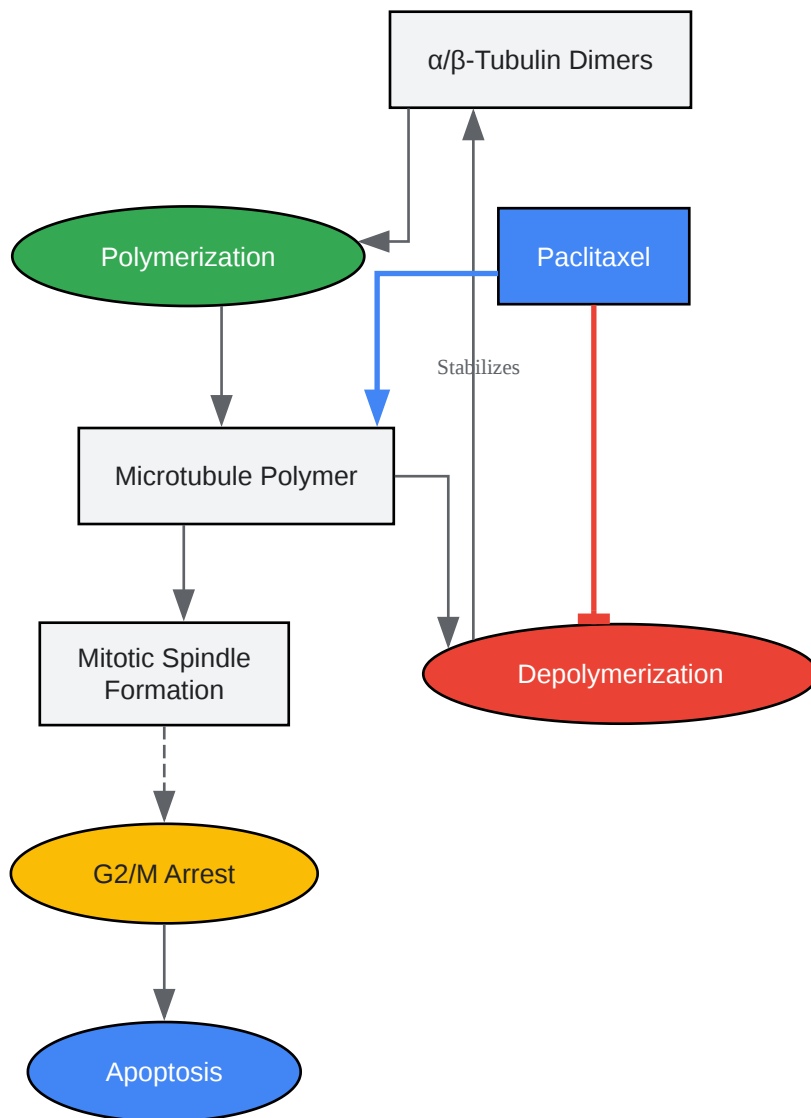 α/β-Tubulin Dimers
Polymerization
Paclitaxel
Stabilizes
Microtubule Polymer
Mitotic Spindle
Formation
Depolymerization
G2/M Arrest
Apoptosis